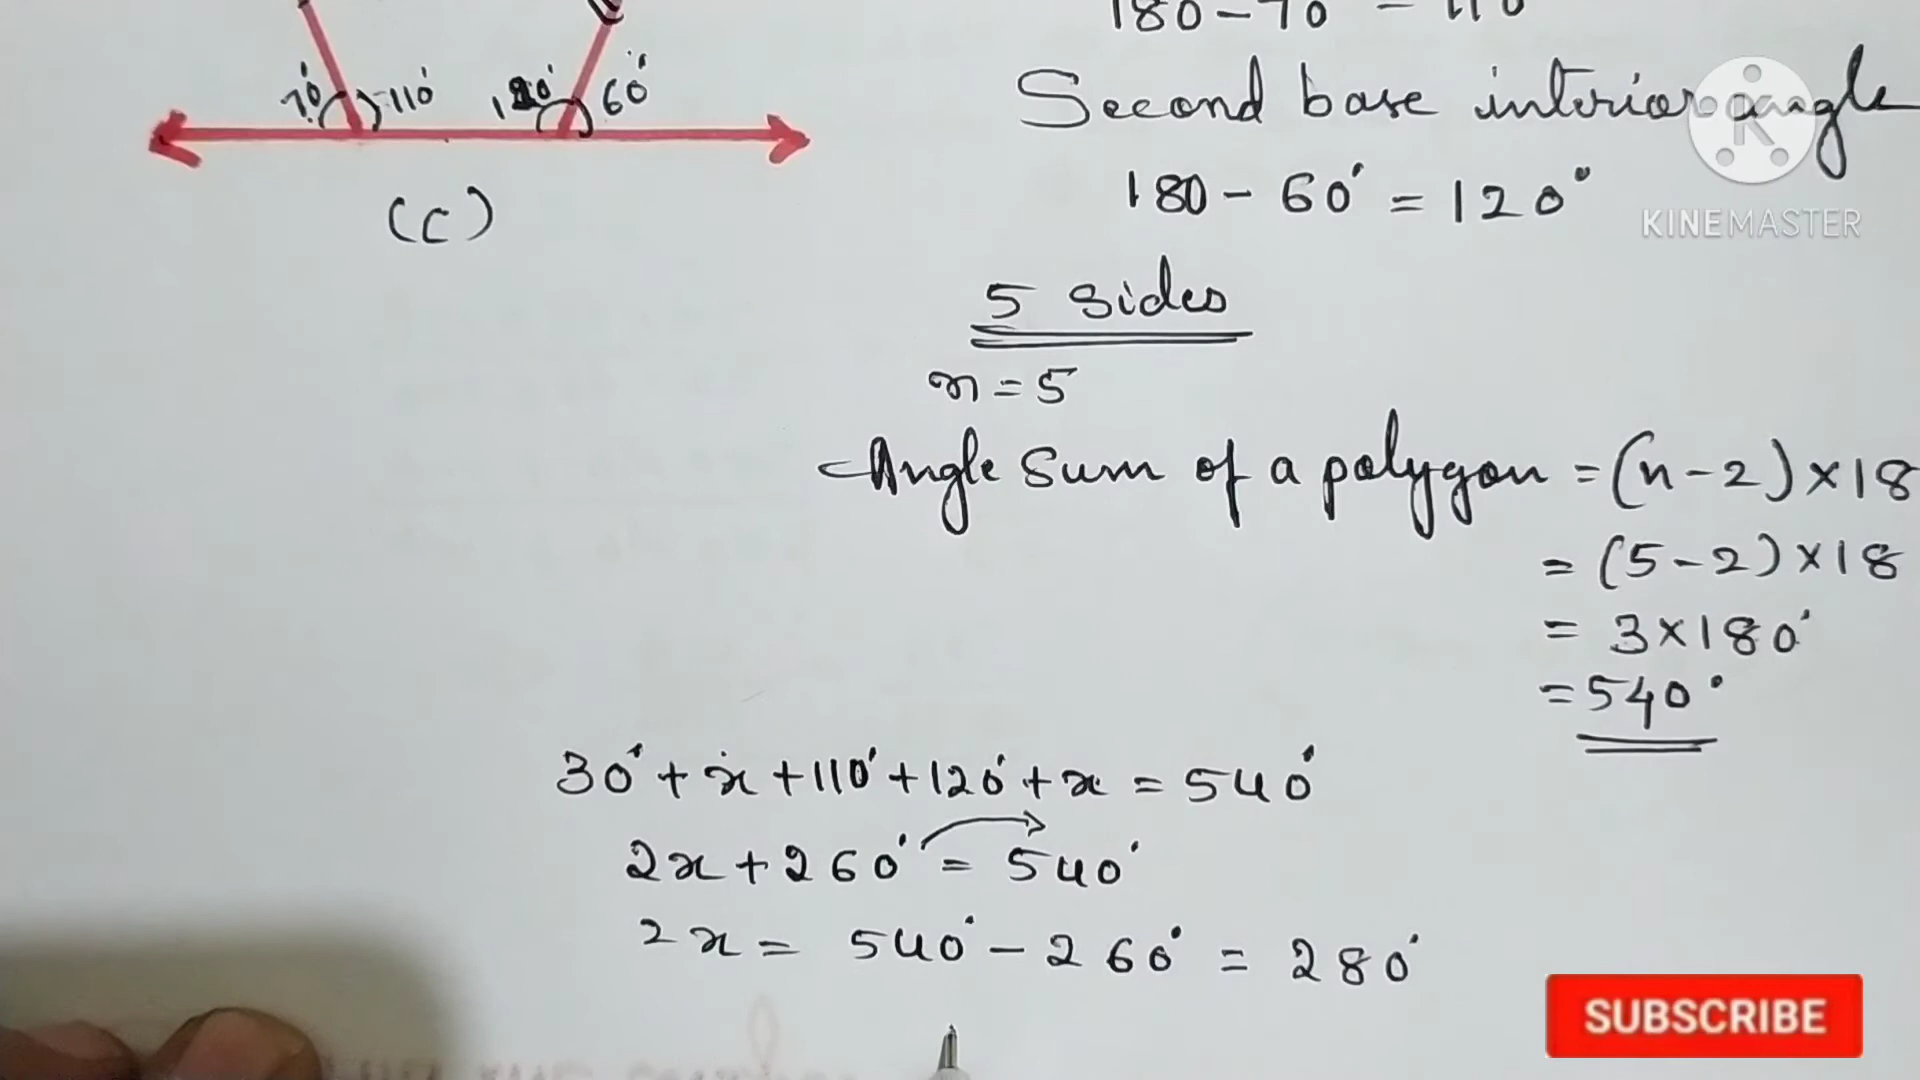 180 - 70 = 110
70° 110° 120° 60°
Second base interior angle
180 - 60° = 120°
KINEMASTER
(C)
5 sides
n = 5
Angle sum of a polygon = (n-2) × 18
= (5-2) × 18
= 3 × 180°
= 540°
30° + x + 110° + 120° + x = 540°
2x + 260° = 540°
2x = 540° - 260° = 280°
SUBSCRIBE